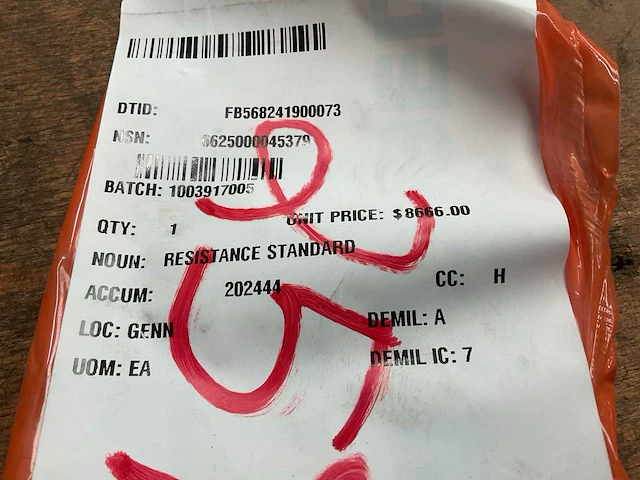 DTID: FB568241900073
NSN: 6625000045379
BATCH: 1003917005
QTY: 1 UNIT PRICE: $8666.00
NOUN: RESISTANCE STANDARD
ACCUM: 202444 CC: H
LOC: GENN DEMIL: A
UOM: EA DEMIL IC: 7